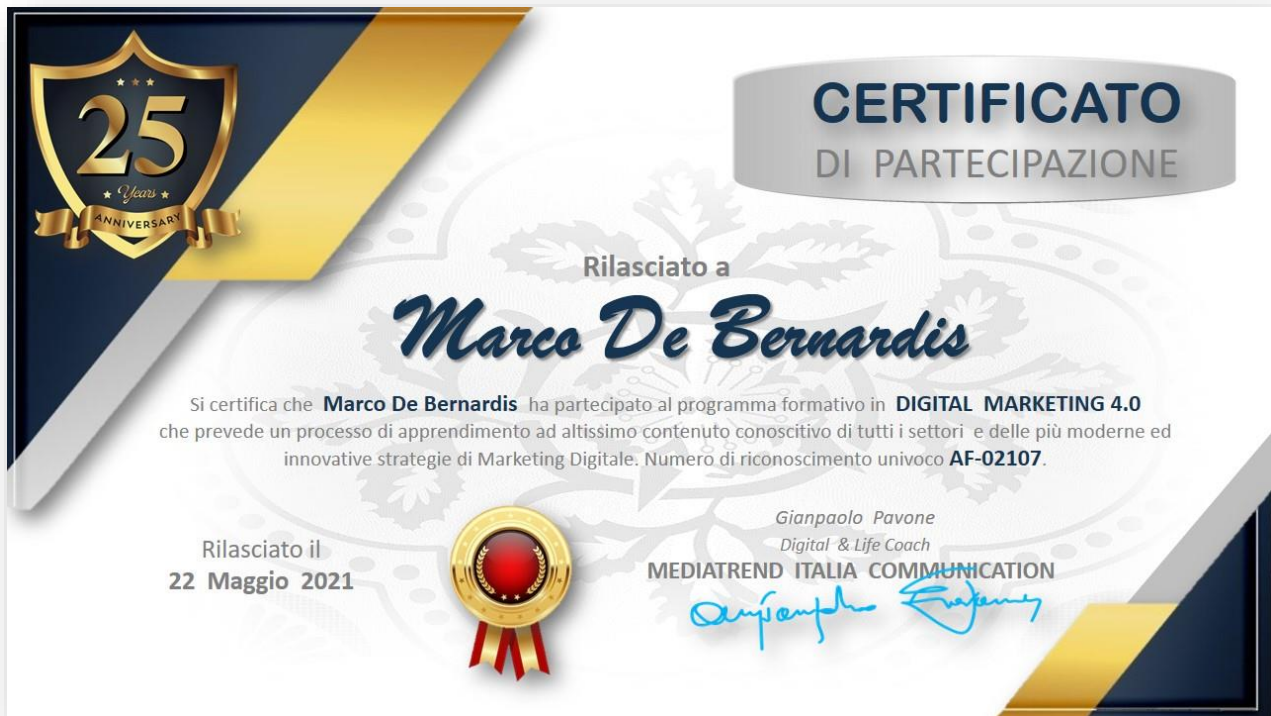 25
Years
ANNIVERSARY
CERTIFICATO
DI PARTECIPAZIONE
Rilasciato a
Marco De Bernardis
Si certifica che Marco De Bernardis ha partecipato al programma formativo in DIGITAL MARKETING 4.0
che prevede un processo di apprendimento ad altissimo contenuto conoscitivo di tutti i settori e delle più moderne ed
innovative strategie di Marketing Digitale. Numero di riconoscimento univoco AF-02107.
Rilasciato il
22 Maggio 2021
Gianpaolo Pavone
Digital & Life Coach
MEDIATREND ITALIA COMMUNICATION